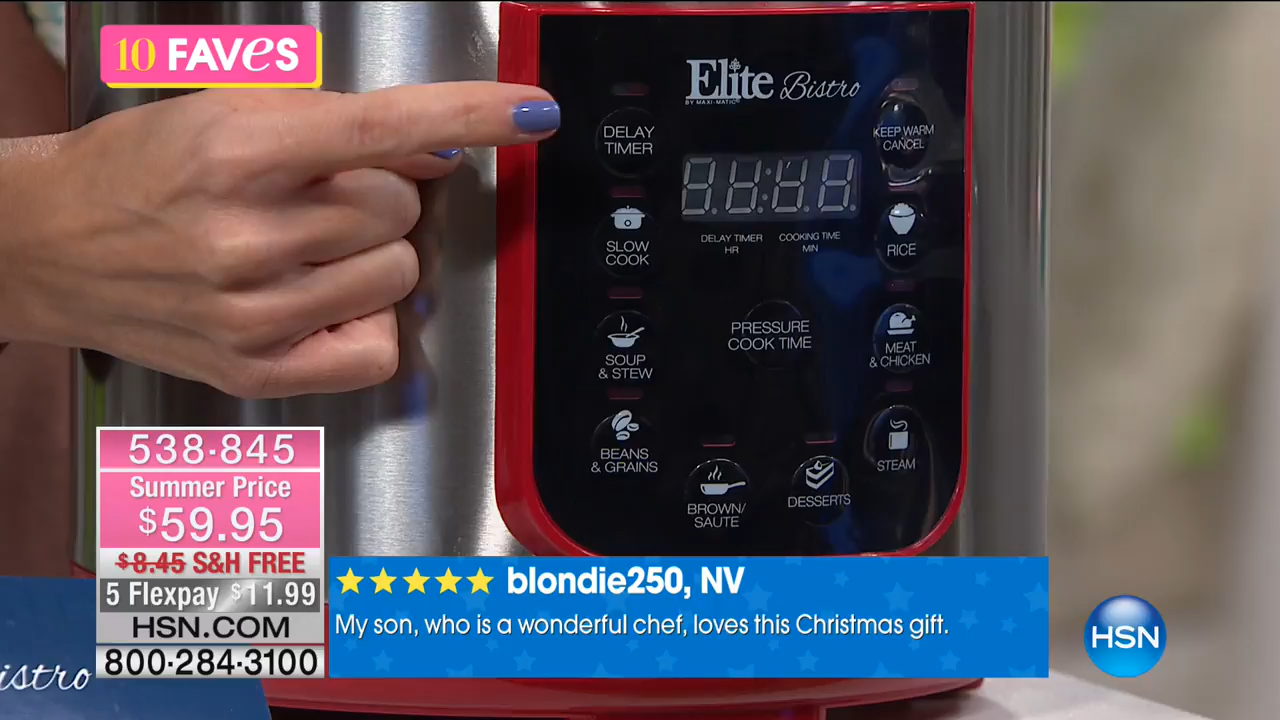 10 FAVES
Elite Bistro
BY MAXI-MATIC
DELAY
TIMER
KEEP WARM
CANCEL
SLOW
COOK
DELAY TIMER
HR
COOKING TIME
MIN
RICE
SOUP
& STEW
PRESSURE
COOK TIME
MEAT
& CHICKEN
BEANS
& GRAINS
BROWN/
SAUTE
DESSERTS
STEAM
538-845
Summer Price
$59.95
$8.45 S&H FREE
5 Flexpay $11.99
HSN.COM
800-284-3100
blondie250, NV
My son, who is a wonderful chef, loves this Christmas gift.
HSN
istro